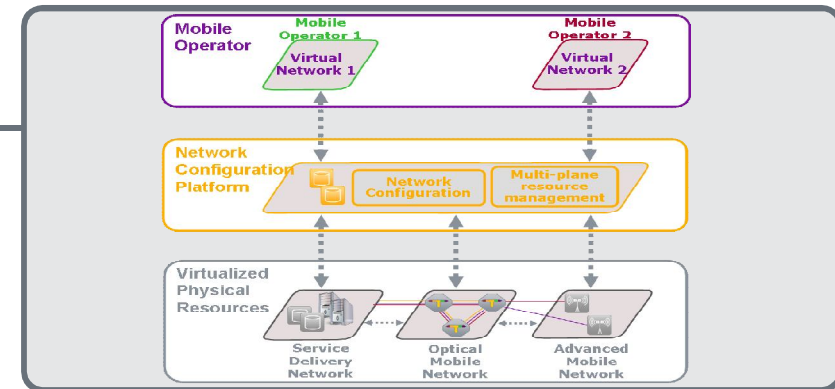 Mobile
Operator
Mobile
Operator 1
Virtual
Network 1
Mobile
Operator 2
Virtual
Network 2
Network
Configuration
Platform
Network
Configuration
Multi-plane
resource
management
Virtualized
Physical
Resources
Service
Delivery
Network
Optical
Mobile
Network
Advanced
Mobile
Network